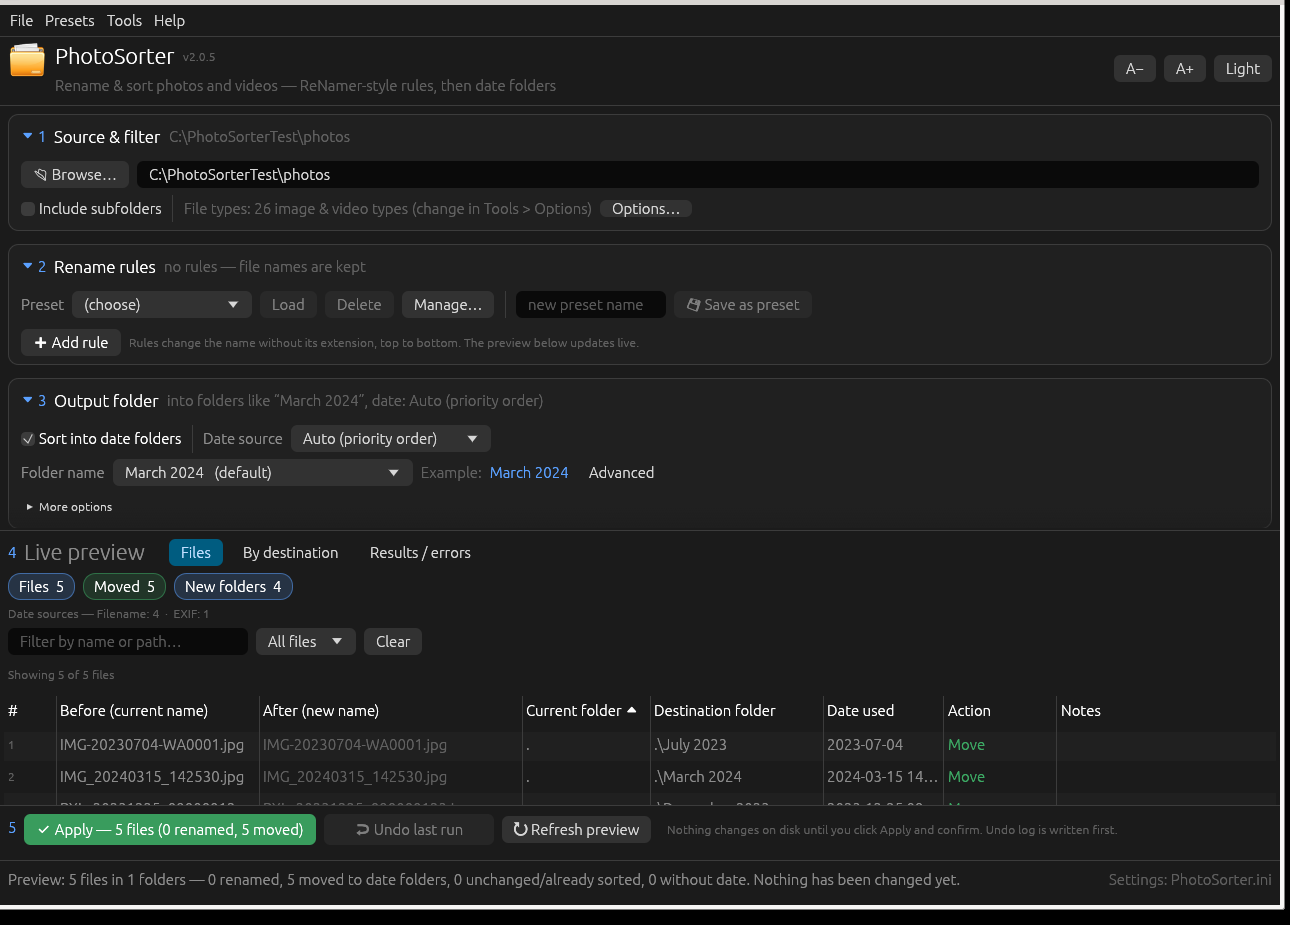 File Presets Tools Help
PhotoSorter v2.0.5
Rename & sort photos and videos — ReNamer-style rules, then date folders
A− A+ Light
1 Source & filter C:\PhotoSorterTest\photos
Browse… C:\PhotoSorterTest\photos
Include subfolders File types: 26 image & video types (change in Tools > Options) Options…
2 Rename rules no rules — file names are kept
Preset (choose) Load Delete Manage… new preset name Save as preset
+ Add rule Rules change the name without its extension, top to bottom. The preview below updates live.
3 Output folder into folders like “March 2024”, date: Auto (priority order)
Sort into date folders Date source Auto (priority order)
Folder name March 2024 (default) Example: March 2024 Advanced
More options
4 Live preview Files By destination Results / errors
Files 5 Moved 5 New folders 4
Date sources — Filename: 4 · EXIF: 1
Filter by name or path… All files Clear
Showing 5 of 5 files
# Before (current name) After (new name) Current folder Destination folder Date used Action Notes
1 IMG-20230704-WA0001.jpg IMG-20230704-WA0001.jpg . .\July 2023 2023-07-04 Move
2 IMG_20240315_142530.jpg IMG_20240315_142530.jpg . .\March 2024 2024-03-15 14… Move
5 Apply — 5 files (0 renamed, 5 moved) Undo last run Refresh preview Nothing changes on disk until you click Apply and confirm. Undo log is written first.
Preview: 5 files in 1 folders — 0 renamed, 5 moved to date folders, 0 unchanged/already sorted, 0 without date. Nothing has been changed yet. Settings: PhotoSorter.ini